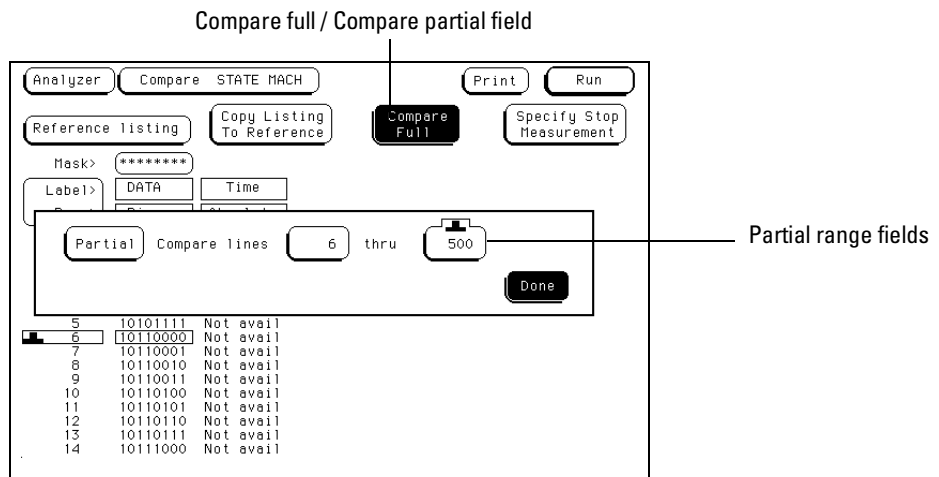 Compare full / Compare partial field
Analyzer Compare STATE MACH Print Run
Reference listing Copy Listing To Reference Compare Full Specify Stop Measurement
Mask> ********
Label> DATA Time
Partial Compare lines 6 thru 500
Partial range fields
Done
5 10101111 Not avail
6 10110000 Not avail
7 10110001 Not avail
8 10110010 Not avail
9 10110011 Not avail
10 10110100 Not avail
11 10110101 Not avail
12 10110110 Not avail
13 10110111 Not avail
14 10111000 Not avail